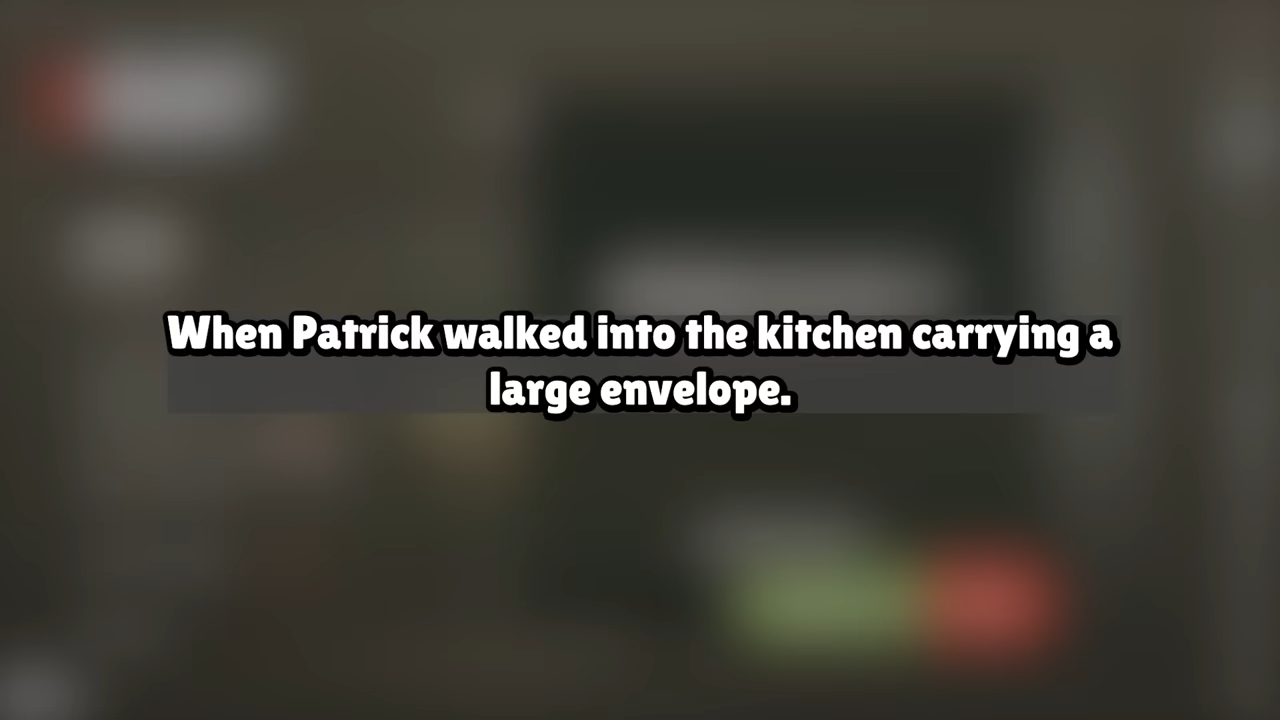 When Patrick walked into the kitchen carrying a
large envelope.